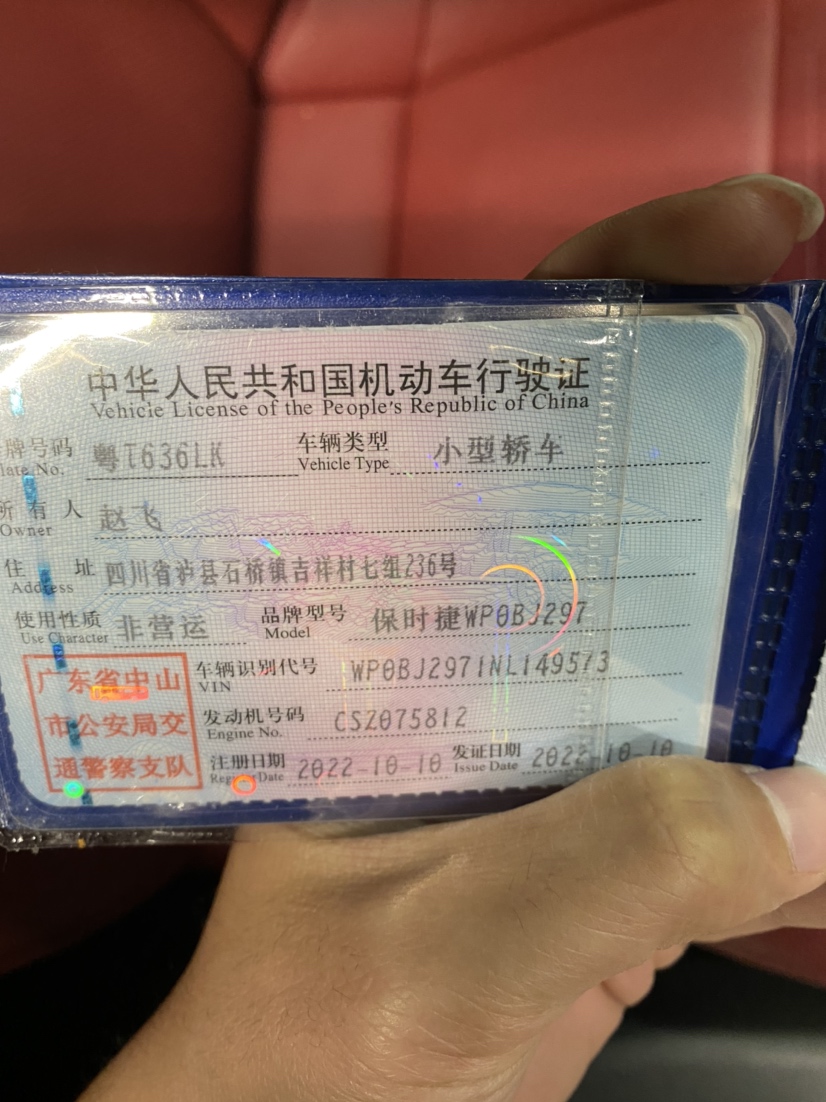 中华人民共和国机动车行驶证
Vehicle License of the People's Republic of China
牌号码 粤T636LK 车辆类型 小型轿车
Plate No. Vehicle Type
所有人 赵飞
Owner
住址 四川省泸县石桥镇吉祥村七组236号
Address
使用性质 非营运 品牌型号 保时捷WP0BJ297
Use Character Model
广东省中山
市公安局交
通警察支队
车辆识别代号 WP0BJ2971NL149573
VIN
发动机号码 CSZ075812
Engine No.
注册日期 2022-10-10 发证日期 2022-10-10
Register Date Issue Date